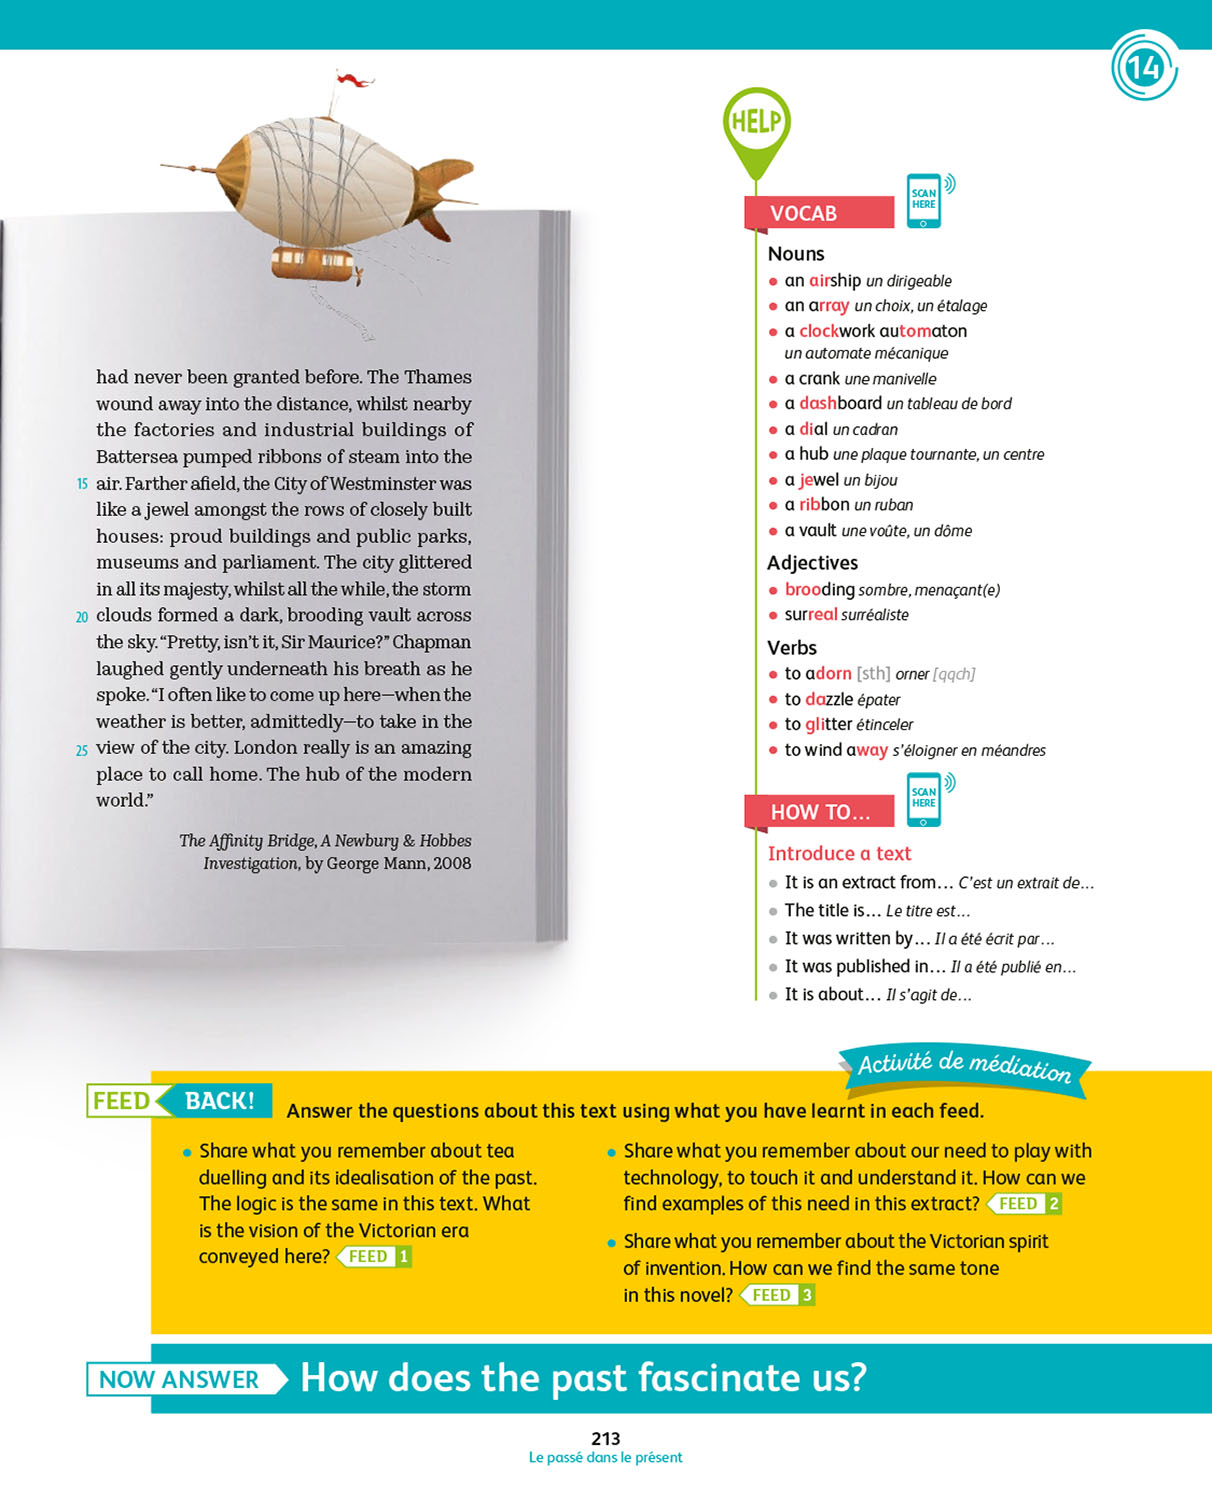 14
had never been granted before. The Thames
wound away into the distance, whilst nearby
the factories and industrial buildings of
Battersea pumped ribbons of steam into the
15 air. Farther afield, the City of Westminster was
like a jewel amongst the rows of closely built
houses: proud buildings and public parks,
museums and parliament. The city glittered
in all its majesty, whilst all the while, the storm
20 clouds formed a dark, brooding vault across
the sky. “Pretty, isn’t it, Sir Maurice?” Chapman
laughed gently underneath his breath as he
spoke. “I often like to come up here—when the
weather is better, admittedly—to take in the
25 view of the city. London really is an amazing
place to call home. The hub of the modern
world.”
The Affinity Bridge, A Newbury & Hobbes
Investigation, by George Mann, 2008
HELP
VOCAB
SCAN
HERE
Nouns
• an airship un dirigeable
• an array un choix, un étalage
• a clockwork automaton
un automate mécanique
• a crank une manivelle
• a dashboard un tableau de bord
• a dial un cadran
• a hub une plaque tournante, un centre
• a jewel un bijou
• a ribbon un ruban
• a vault une voûte, un dôme
Adjectives
• brooding sombre, menaçant(e)
• surreal surréaliste
Verbs
• to adorn [sth] orner [qqch]
• to dazzle épater
• to glitter étinceler
• to wind away s’éloigner en méandres
HOW TO…
SCAN
HERE
Introduce a text
• It is an extract from… C’est un extrait de…
• The title is… Le titre est…
• It was written by… Il a été écrit par…
• It was published in… Il a été publié en…
• It is about… Il s’agit de…
Activité de médiation
FEED BACK!
Answer the questions about this text using what you have learnt in each feed.
• Share what you remember about tea
duelling and its idealisation of the past.
The logic is the same in this text. What
is the vision of the Victorian era
conveyed here? FEED 1
• Share what you remember about our need to play with
technology, to touch it and understand it. How can we
find examples of this need in this extract? FEED 2
• Share what you remember about the Victorian spirit
of invention. How can we find the same tone
in this novel? FEED 3
NOW ANSWER How does the past fascinate us?
213
Le passé dans le présent